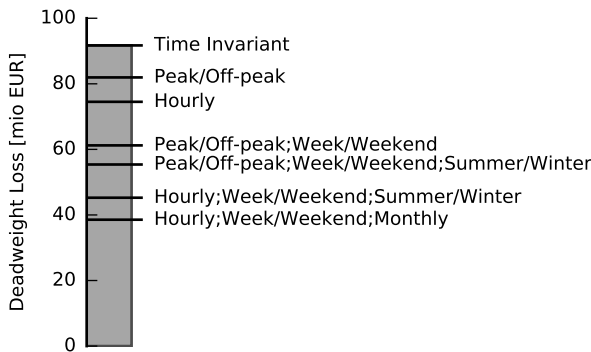 100
Time Invariant
80
Peak/Off-peak
Hourly
60
Peak/Off-peak;Week/Weekend
Peak/Off-peak;Week/Weekend;Summer/Winter
Hourly;Week/Weekend;Summer/Winter
40
Hourly;Week/Weekend;Monthly
20
0
Deadweight Loss [mio EUR]